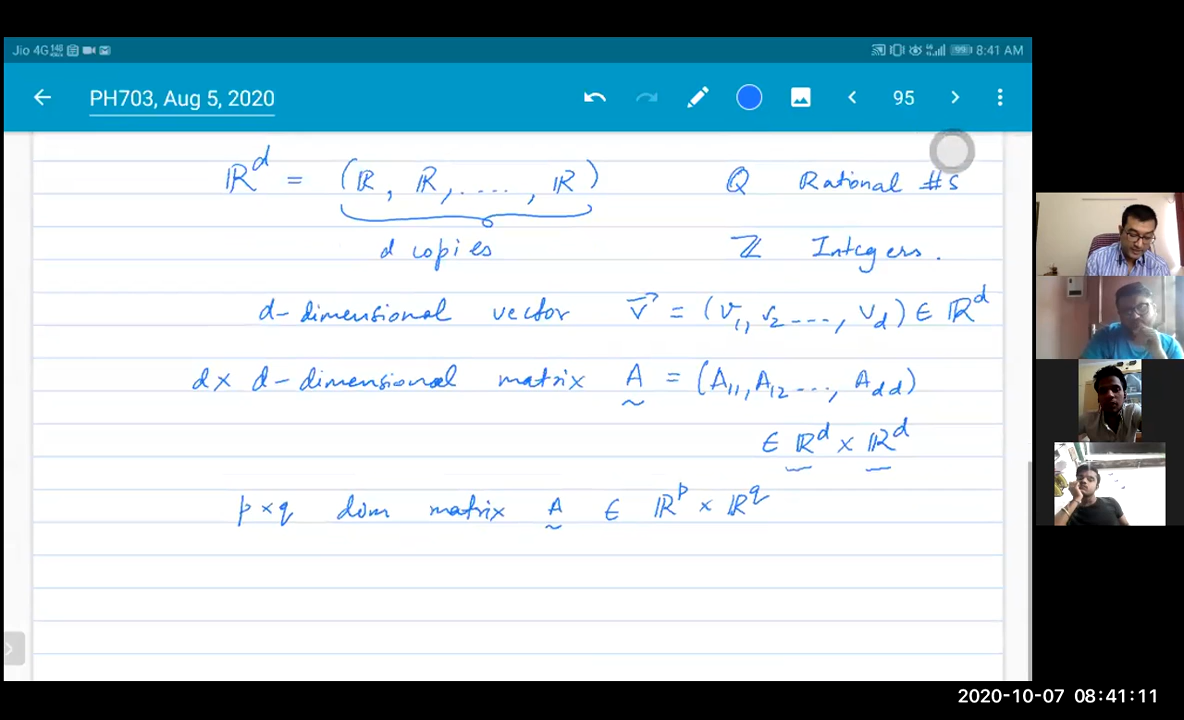 Jio 4G 8:41 AM
PH703, Aug 5, 2020 95
ℝ^d = (ℝ, ℝ, ...., ℝ) ℚ Rational #s
d copies ℤ Integers.
d-dimensional vector v⃗ = (v₁, v₂ ---, v_d) ∈ ℝ^d
d× d-dimensional matrix A = (A₁₁, A₁₂ ---, A_dd)
∈ ℝ^d × ℝ^d
p×q dim matrix A ∈ ℝ^p × ℝ^q
2020-10-07 08:41:11